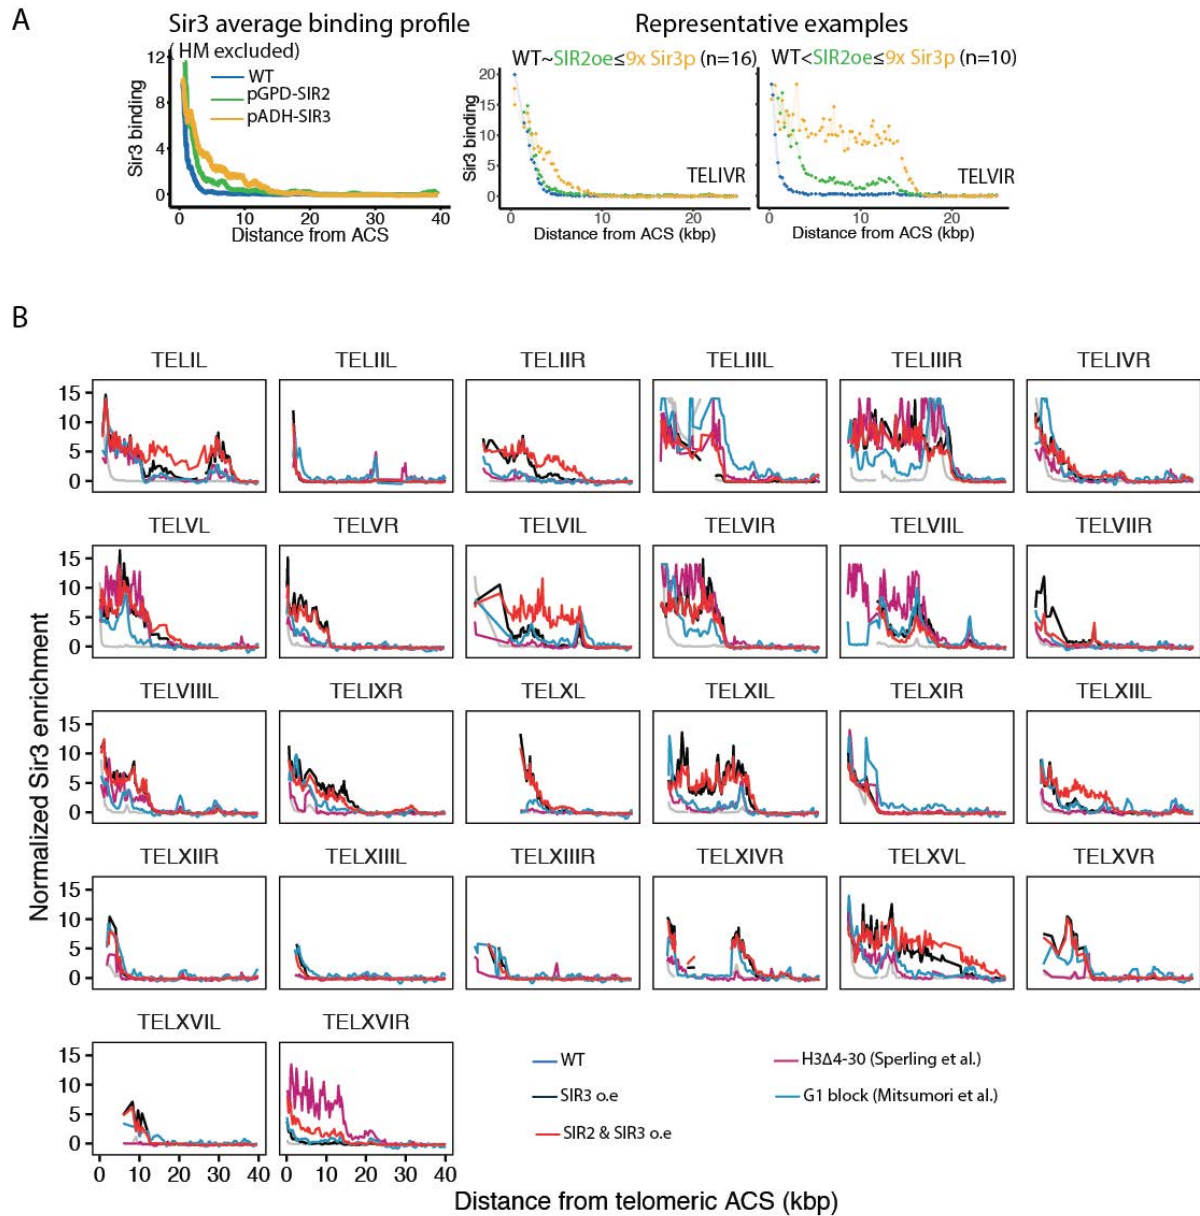 A
Sir3 average binding profile
( HM excluded)
Representative examples
WT~SIR2oe≤9x Sir3p (n=16)
WT<SIR2oe≤9x Sir3p (n=10)
12
8
4
0
Sir3 binding
WT
pGPD-SIR2
pADH-SIR3
0 10 20 30 40
Distance from ACS
20
15
10
5
0
Sir3 binding
TELIVR
0 10 20
Distance from ACS (kbp)
TELVIR
0 10 20
Distance from ACS (kbp)
B
TELIL TELIIL TELIIR TELIIIL TELIIIR TELIVR
15
10
5
0
TELVL TELVR TELVIL TELVIR TELVIIL TELVIIR
15
10
5
0
TELVIIIL TELIXR TELXL TELXIL TELXIR TELXIIL
15
10
5
0
TELXIIR TELXIIIL TELXIIIR TELXIVR TELXVL TELXVR
15
10
5
0
TELXVIL TELXVIR
15
10
5
0
0 10 20 30 40 0 10 20 30 40
Normalized Sir3 enrichment
WT
SIR3 o.e
SIR2 & SIR3 o.e
H3Δ4-30 (Sperling et al.)
G1 block (Mitsumori et al.)
Distance from telomeric ACS (kbp)